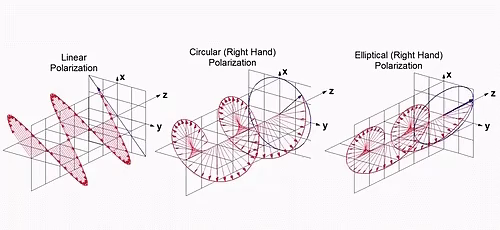 Linear
Polarization
x
z
y
Circular (Right Hand)
Polarization
x
z
y
Elliptical (Right Hand)
Polarization
x
z
y